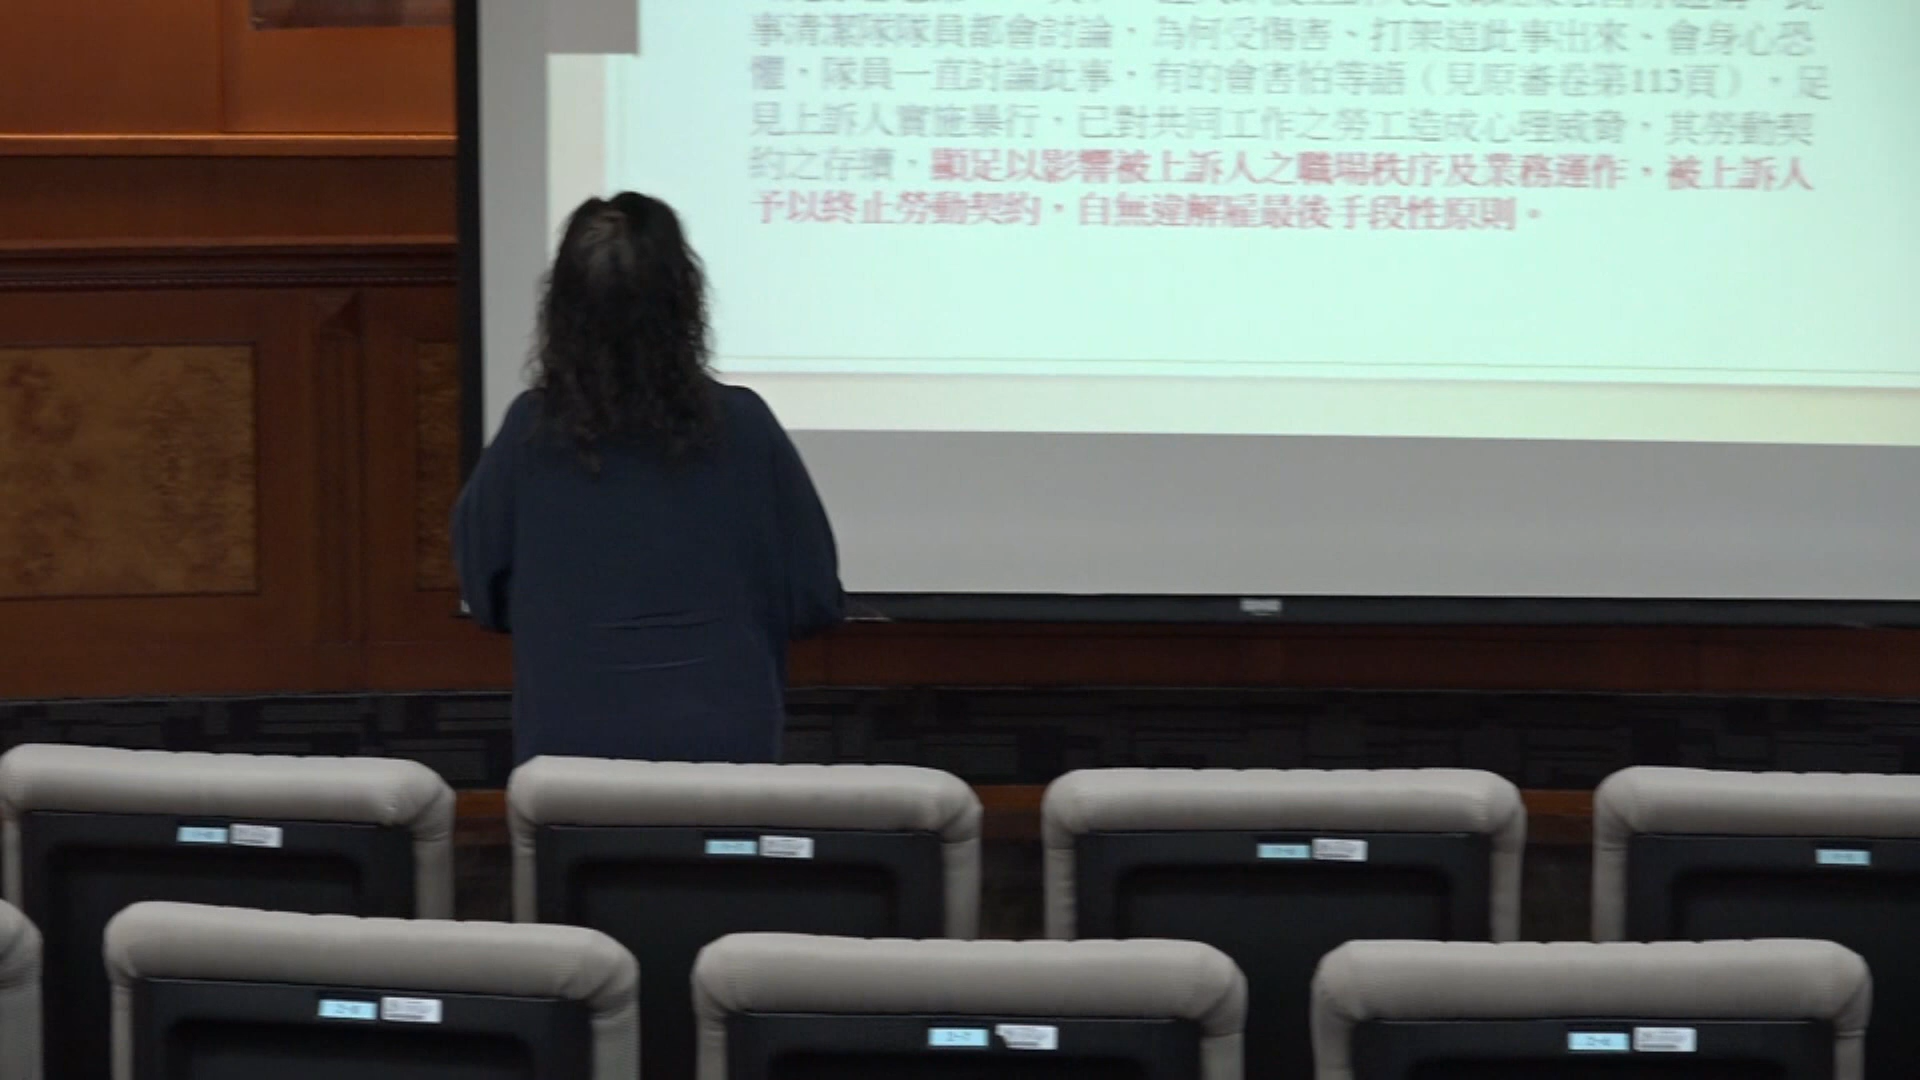 事清潔隊隊員都會討論，為何受傷害、打架這此事出來、會身心恐
懼，隊員一直討論此事，有的會害怕等語（見原審卷第113頁），足
見上訴人實施暴行，已對共同工作之勞工造成心理威脅，其勞動契
約之存續，顯足以影響被上訴人之職場秩序及業務運作，被上訴人
予以終止勞動契約，自無違解雇最後手段性原則。